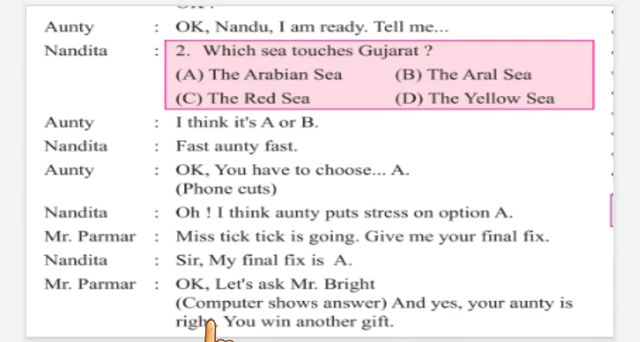 Aunty : OK, Nandu, I am ready. Tell me...
Nandita : 2. Which sea touches Gujarat ?
(A) The Arabian Sea (B) The Aral Sea
(C) The Red Sea (D) The Yellow Sea
Aunty : I think it's A or B.
Nandita : Fast aunty fast.
Aunty : OK, You have to choose... A.
(Phone cuts)
Nandita : Oh ! I think aunty puts stress on option A.
Mr. Parmar : Miss tick tick is going. Give me your final fix.
Nandita : Sir, My final fix is A.
Mr. Parmar : OK, Let's ask Mr. Bright
(Computer shows answer) And yes, your aunty is
right. You win another gift.